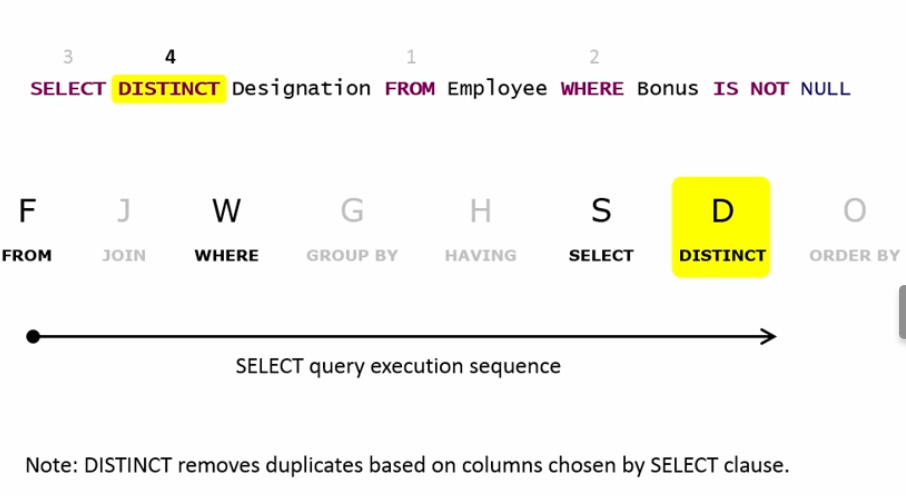 3 4 1 2
SELECT DISTINCT Designation FROM Employee WHERE Bonus IS NOT NULL
F J W G H S D O
FROM JOIN WHERE GROUP BY HAVING SELECT DISTINCT ORDER BY
SELECT query execution sequence
Note: DISTINCT removes duplicates based on columns chosen by SELECT clause.